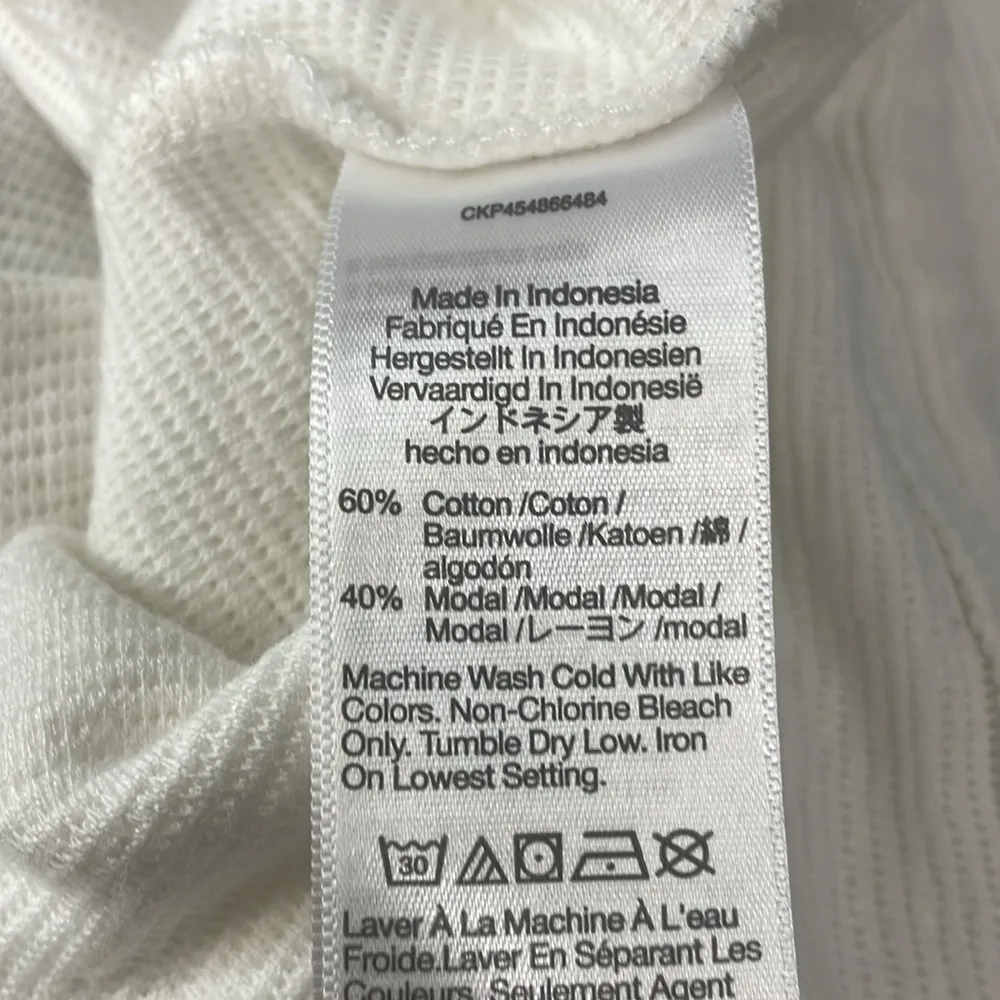 CKP454866484
Made In Indonesia
Fabriqué En Indonésie
Hergestellt In Indonesien
Vervaardigd In Indonesië
インドネシア製
hecho en indonesia
60% Cotton /Coton /
Baumwolle /Katoen /綿 /
algodón
40% Modal /Modal /Modal /
Modal /レーヨン /modal
Machine Wash Cold With Like
Colors. Non-Chlorine Bleach
Only. Tumble Dry Low. Iron
On Lowest Setting.
30
Laver À La Machine À L'eau
Froide.Laver En Séparant Les
Couleurs. Seulement Agent